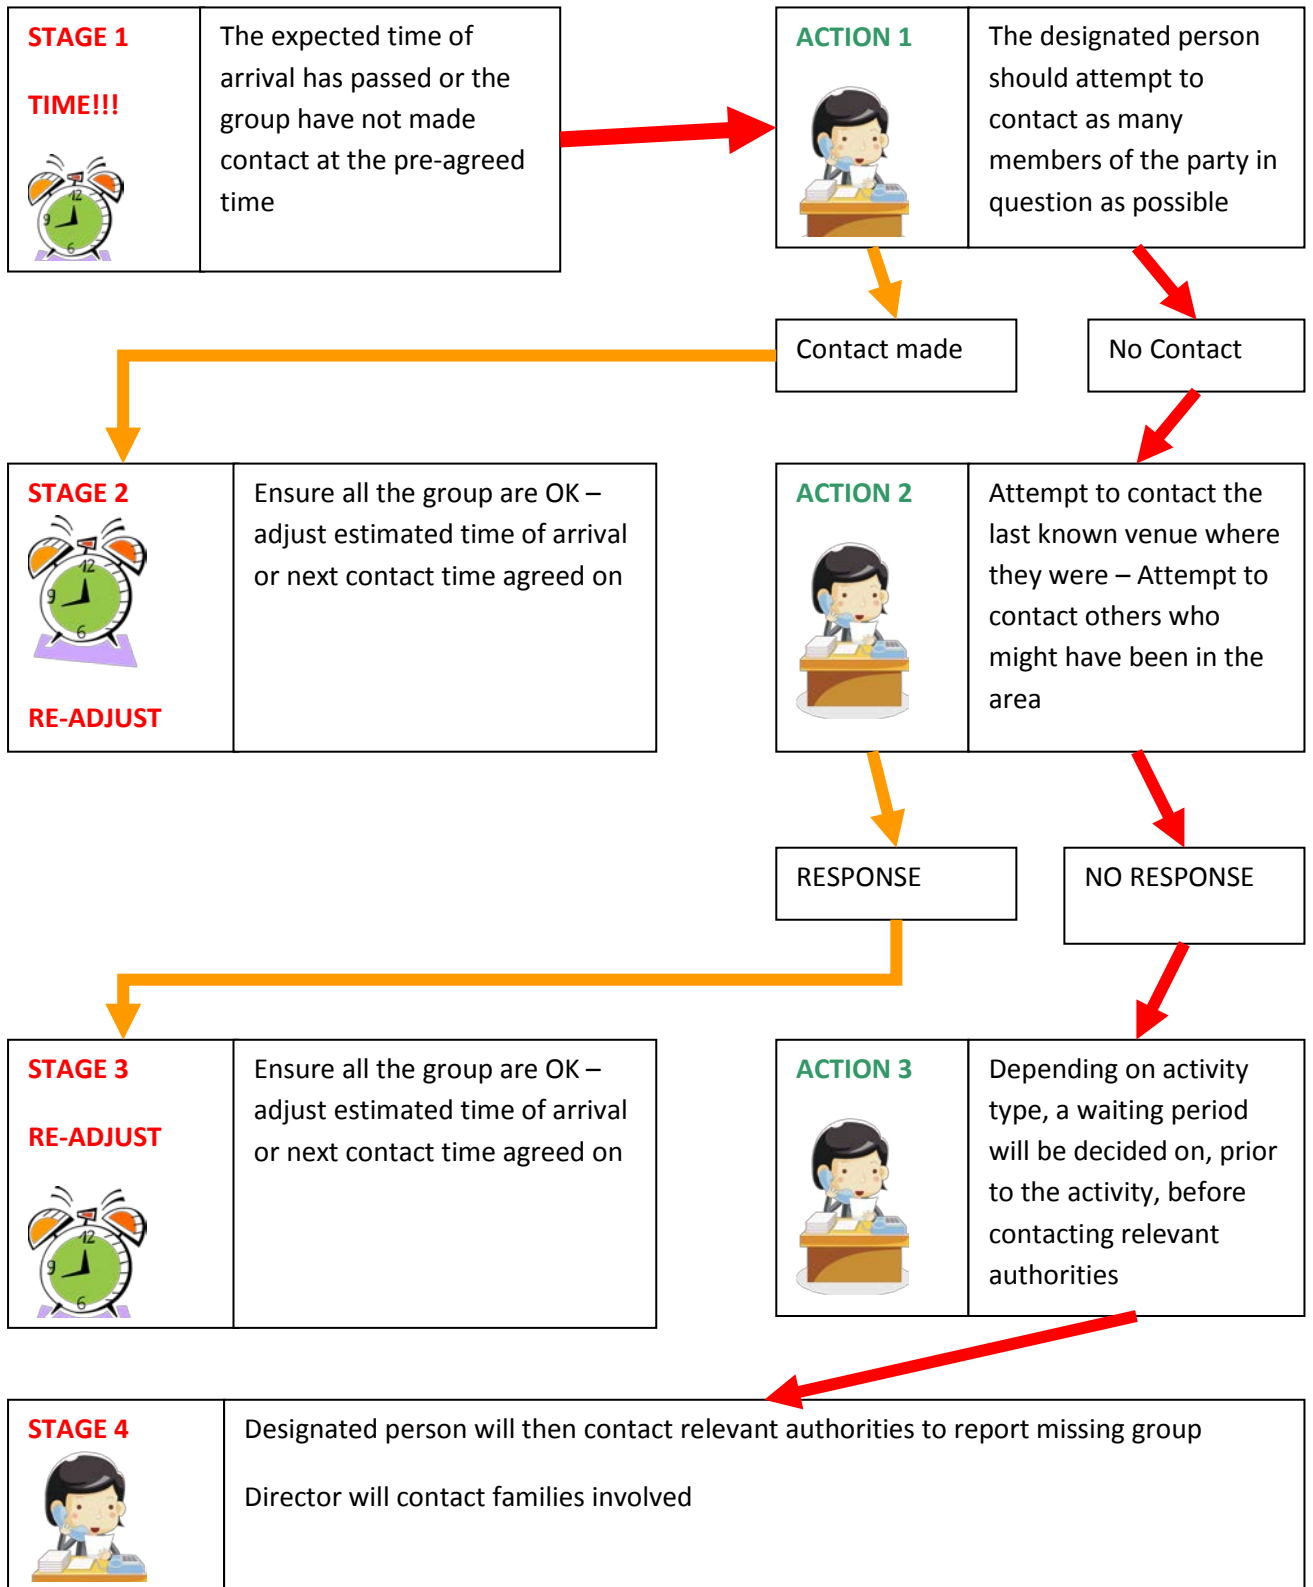 STAGE 1
TIME!!!
The expected time of
arrival has passed or the
group have not made
contact at the pre-agreed
time
ACTION 1
The designated person
should attempt to
contact as many
members of the party in
question as possible
Contact made
No Contact
STAGE 2
RE-ADJUST
Ensure all the group are OK –
adjust estimated time of arrival
or next contact time agreed on
ACTION 2
Attempt to contact the
last known venue where
they were – Attempt to
contact others who
might have been in the
area
RESPONSE
NO RESPONSE
STAGE 3
RE-ADJUST
Ensure all the group are OK –
adjust estimated time of arrival
or next contact time agreed on
ACTION 3
Depending on activity
type, a waiting period
will be decided on, prior
to the activity, before
contacting relevant
authorities
STAGE 4
Designated person will then contact relevant authorities to report missing group
Director will contact families involved